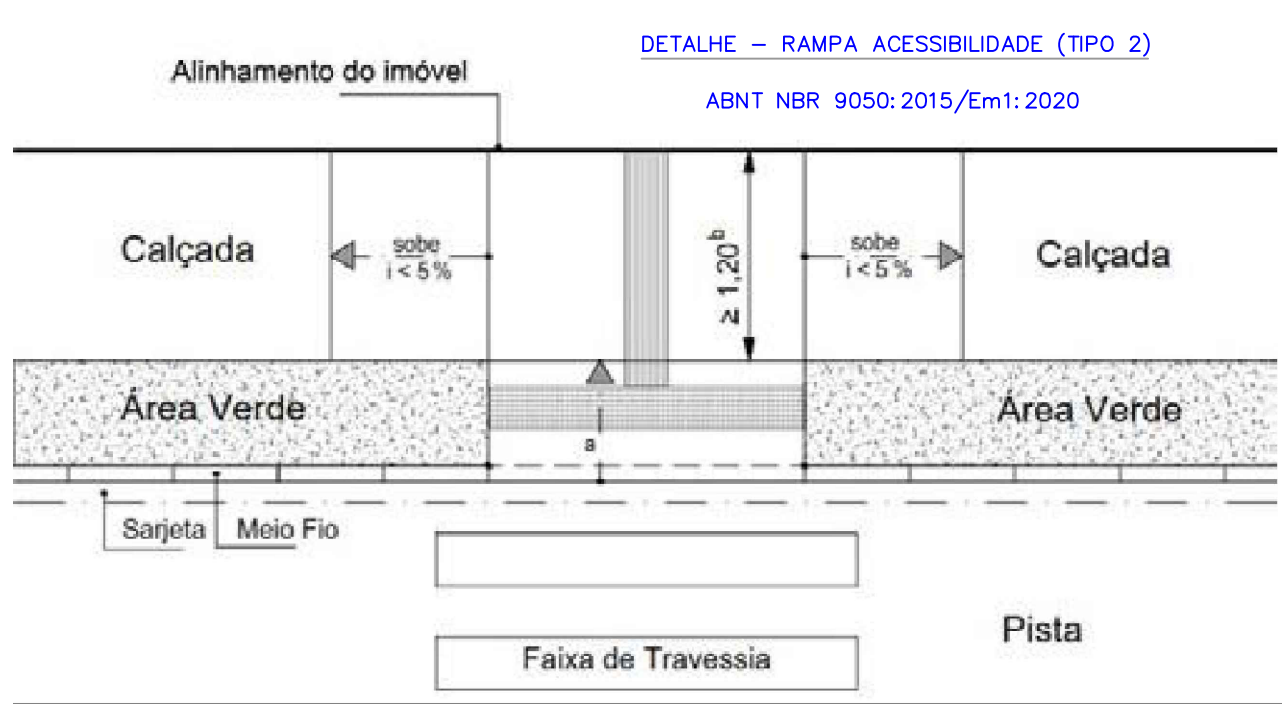 DETALHE – RAMPA ACESSIBILIDADE (TIPO 2)
ABNT NBR 9050:2015/Em1:2020
Alinhamento do imóvel
Calçada
sobe
i < 5 %
≥ 1,20 b
sobe
i < 5 %
Calçada
Área Verde
a
Área Verde
Sarjeta
Meio Fio
Pista
Faixa de Travessia